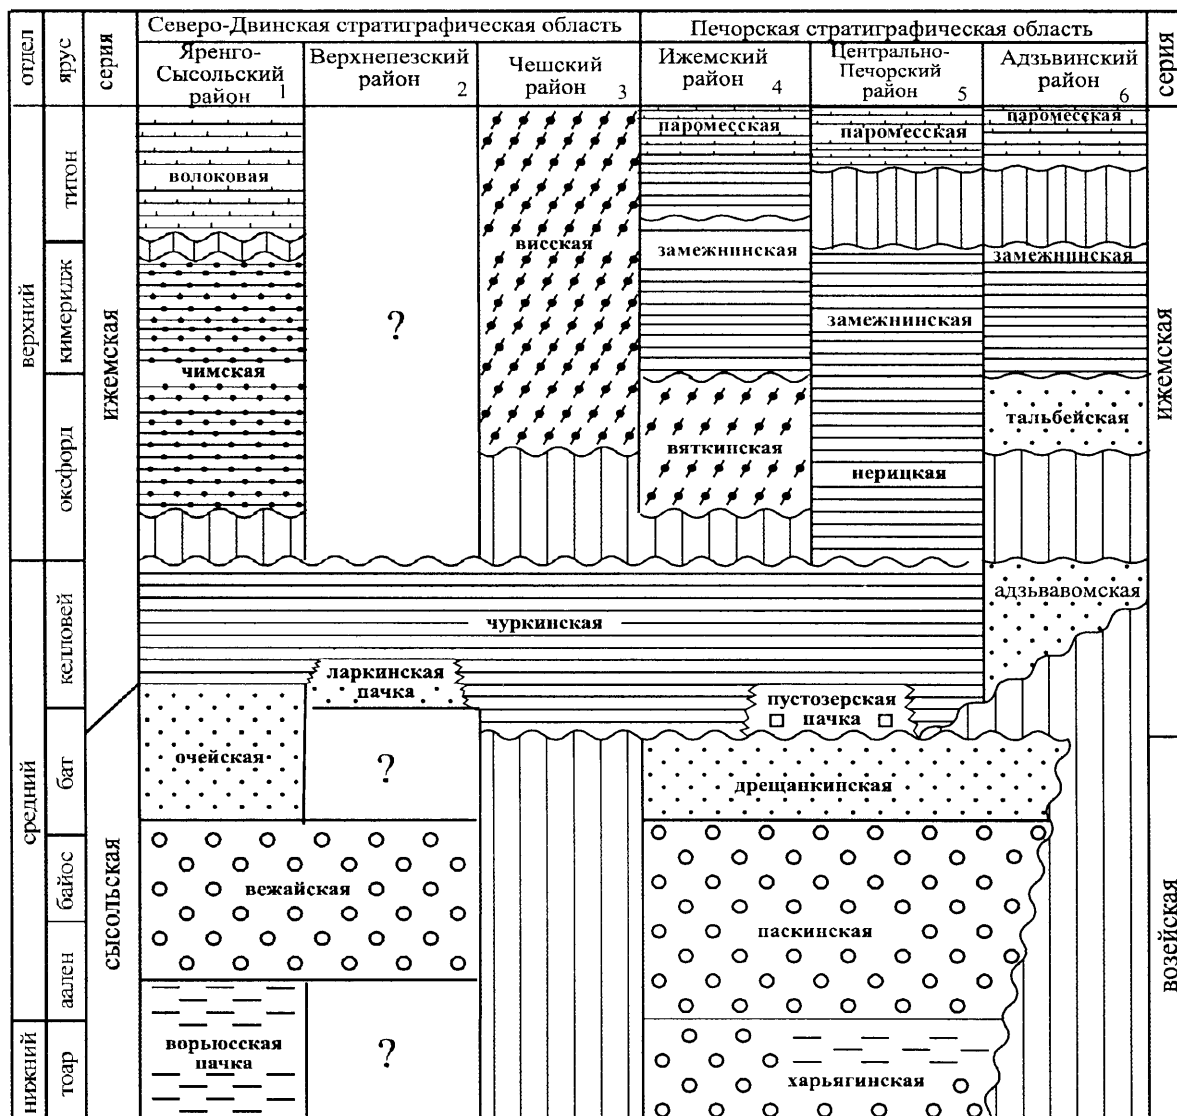 Северо-Двинская стратиграфическая область
Печорская стратиграфическая область
отдел
ярус
серия
Яренго-
Сысольский
район 1
Верхнепезский
район 2
Чешский
район 3
Ижемский
район 4
Центрально-
Печорский
район 5
Адзьвинский
район 6
серия
верхний
средний
нижний
титон
кимеридж
оксфорд
келловей
бат
байос
аален
тоар
ижемская
сысольская
волоковая
чимская
?
висская
паромесская
замежнинская
вяткинская
паромесская
замежнинская
нерицкая
паромесская
замежнинская
тальбейская
адзьвавомская
чуркинская
ларкинская
пачка
пустозерская
пачка
очейская
?
дрещанкинская
вежайская
паскинская
ворьюсская
пачка
?
харьягинская
ижемская
возейская